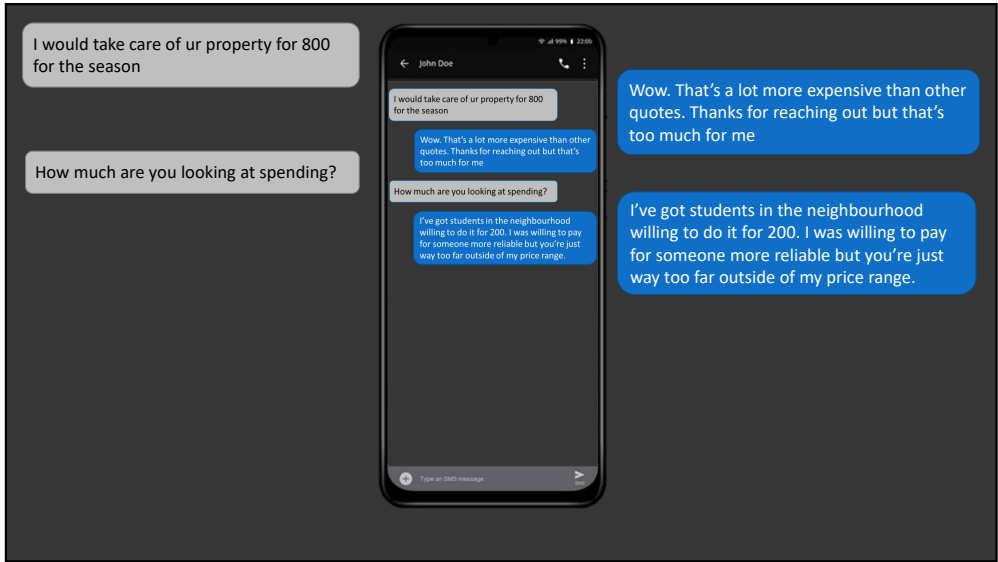 I would take care of ur property for 800
for the season
How much are you looking at spending?
99% 22:06
John Doe
I would take care of ur property for 800
for the season
Wow. That's a lot more expensive than other
quotes. Thanks for reaching out but that's
too much for me
How much are you looking at spending?
I've got students in the neighbourhood
willing to do it for 200. I was willing to pay
for someone more reliable but you're just
way too far outside of my price range.
Type an SMS message
SMS
Wow. That's a lot more expensive than other
quotes. Thanks for reaching out but that's
too much for me
I've got students in the neighbourhood
willing to do it for 200. I was willing to pay
for someone more reliable but you're just
way too far outside of my price range.